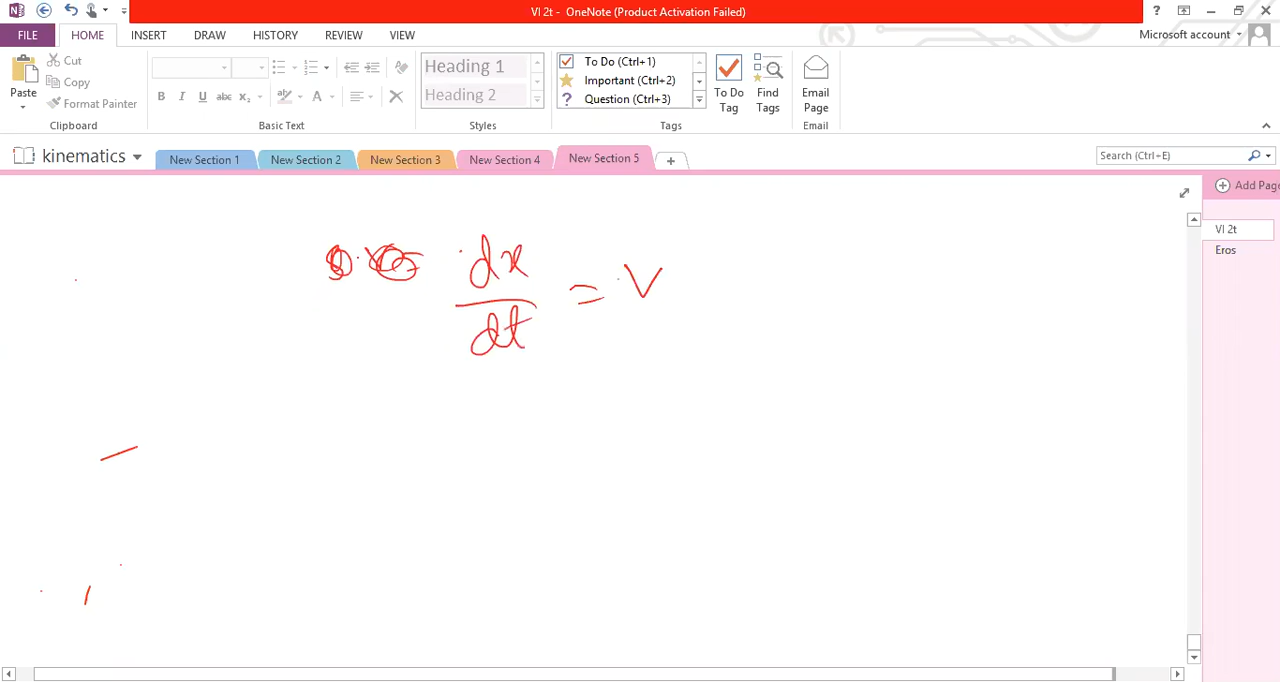 VI 2t - OneNote (Product Activation Failed)
FILE HOME INSERT DRAW HISTORY REVIEW VIEW Microsoft account
Paste Cut Copy Format Painter Clipboard
B I U abc X₂ A Basic Text
Heading 1
Heading 2
Styles
To Do (Ctrl+1)
Important (Ctrl+2)
Question (Ctrl+3)
To Do Tag
Find Tags
Tags
Email Page
Email
kinematics New Section 1 New Section 2 New Section 3 New Section 4 New Section 5 + Search (Ctrl+E)
Add Page
VI 2t
Eros
dx/dt = V